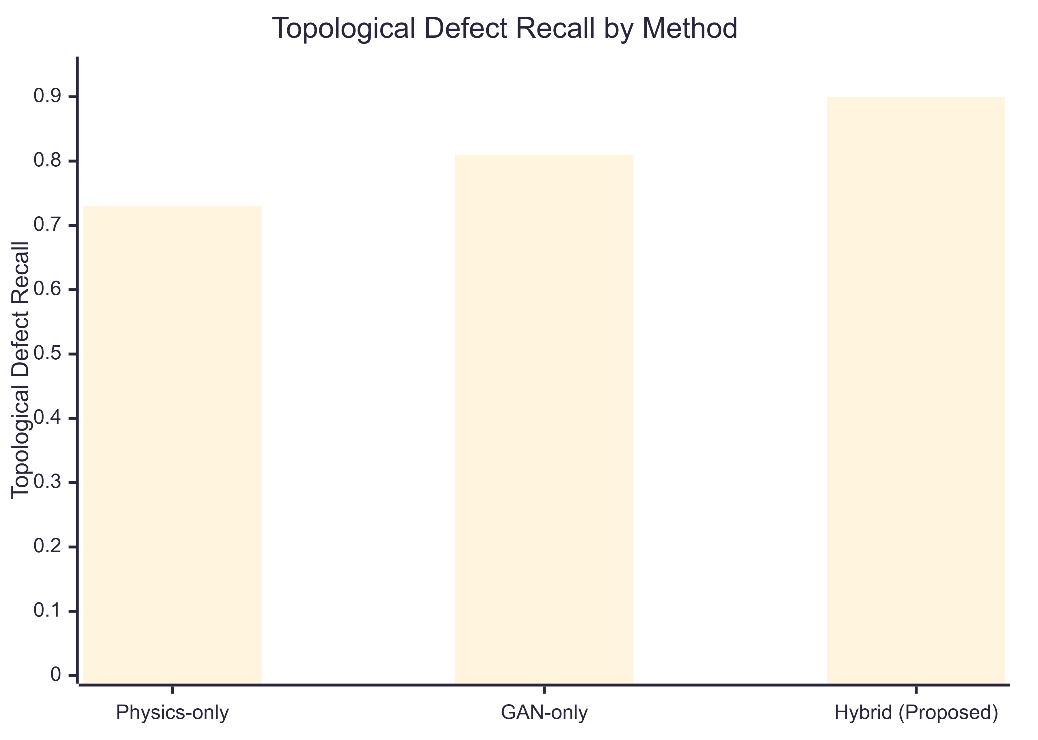 Topological Defect Recall by Method
Topological Defect Recall
0.9
0.8
0.7
0.6
0.5
0.4
0.3
0.2
0.1
0
Physics-only
GAN-only
Hybrid (Proposed)